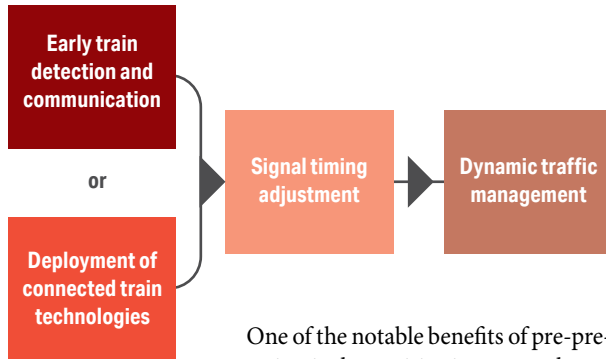 Early train
detection and
communication
or
Deployment of
connected train
technologies
Signal timing
adjustment
Dynamic traffic
management
One of the notable benefits of pre-pre-